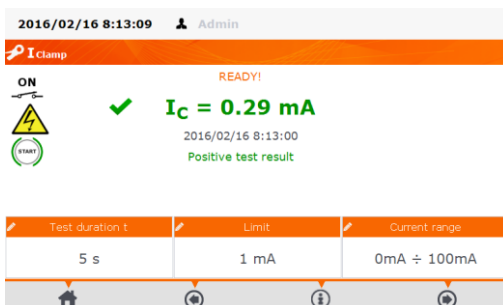 2016/02/16 8:13:09 Admin
I Clamp
ON
READY!
IC = 0.29 mA
2016/02/16 8:13:00
START
Positive test result
Test duration t Limit Current range
5 s 1 mA 0mA ÷ 100mA